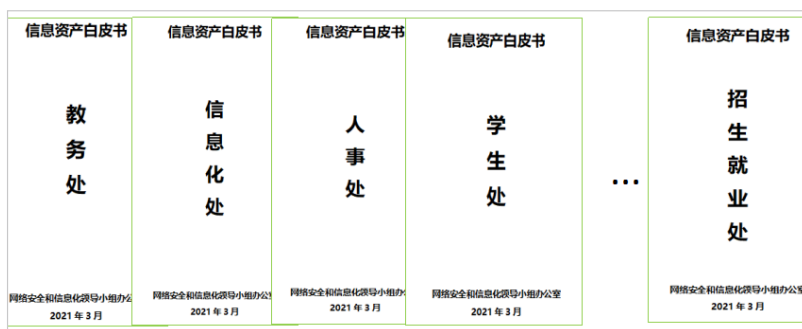 信息资产白皮书
教务处
网络安全和信息化领导小组办公
2021 年 3 月
信息资产白皮书
信息化处
网络安全和信息化领导小组办公室
2021 年 3 月
信息资产白皮书
人事处
网络安全和信息化领导小组办公
2021 年 3 月
信息资产白皮书
学生处
网络安全和信息化领导小组办公室
2021 年 3 月
...
信息资产白皮书
招生就业处
网络安全和信息化领导小组办公室
2021 年 3 月